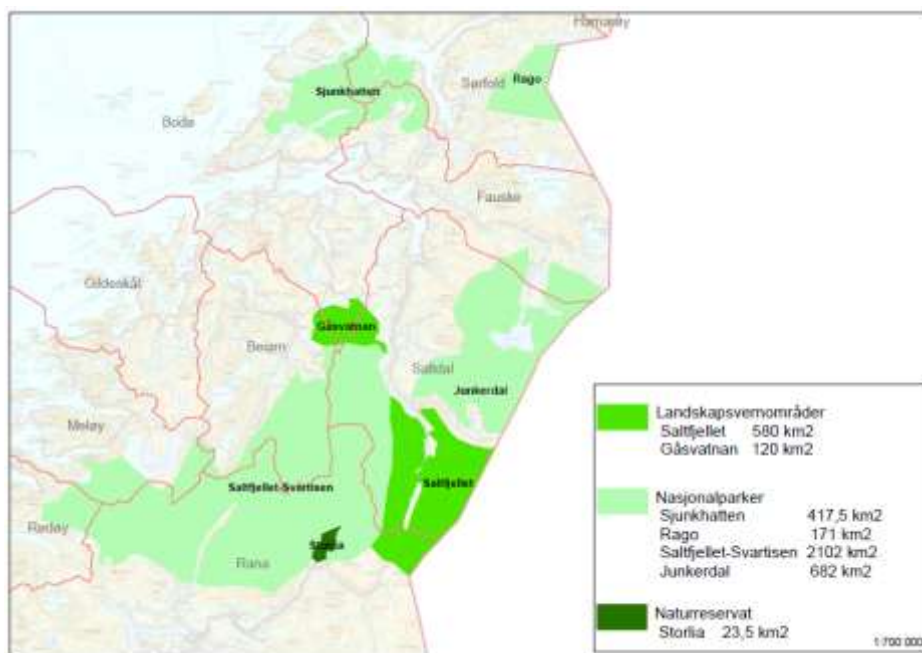 Hamarøy
Sørfold
Rago
Sjunkhatten
Bodø
Fauske
Gildeskål
Gåsvatnan
Beiarn
Saltdal
Junkerdal
Meløy
Saltfjellet-Svartisen
Saltfjellet
Rødøy
Storlia
Rana
Landskapsvernområder
Saltfjellet 580 km2
Gåsvatnan 120 km2
Nasjonalparker
Sjunkhatten 417,5 km2
Rago 171 km2
Saltfjellet-Svartisen 2102 km2
Junkerdal 682 km2
Naturreservat
Storlia 23,5 km2
1:700 000